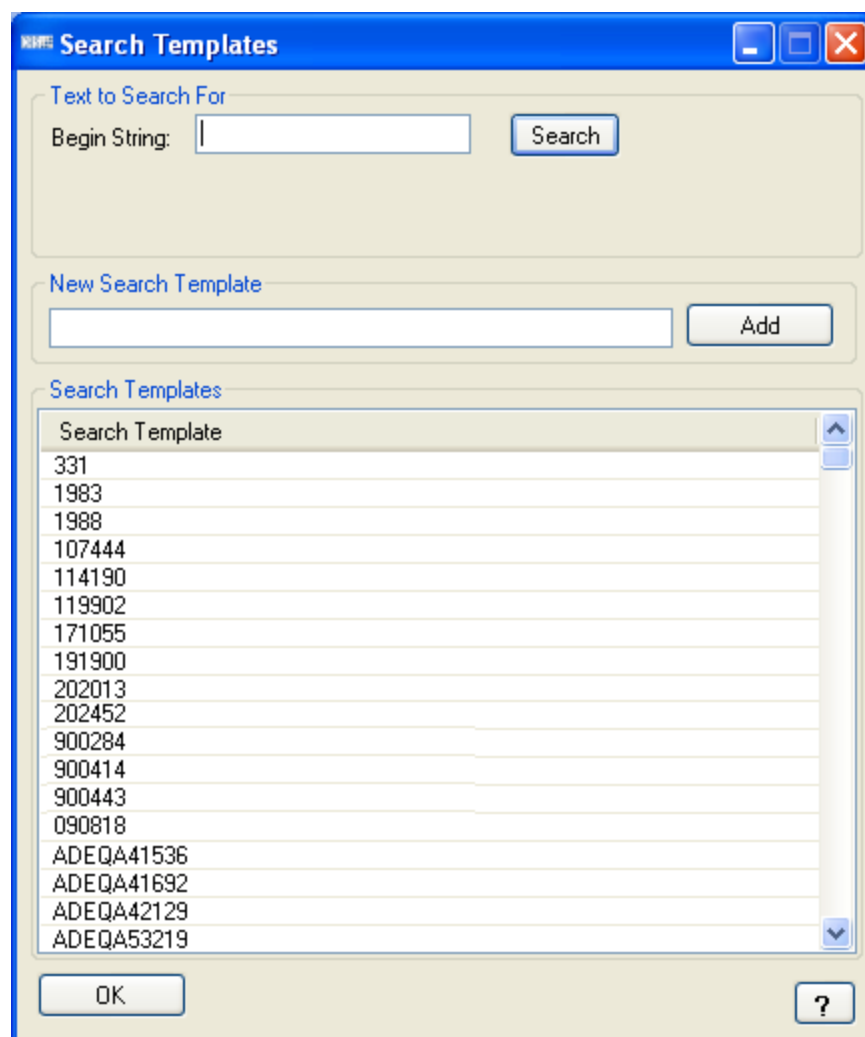 Search Templates
Text to Search For
Begin String: Search
New Search Template
Add
Search Templates
Search Template
331
1983
1988
107444
114190
119902
171055
191900
202013
202452
900284
900414
900443
090818
ADEQA41536
ADEQA41692
ADEQA42129
ADEQA53219
OK ?